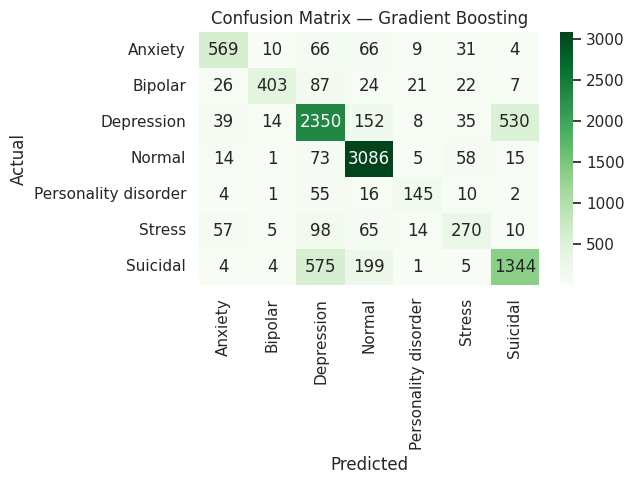 Confusion Matrix — Gradient Boosting
Anxiety 569 10 66 66 9 31 4
Bipolar 26 403 87 24 21 22 7
Depression 39 14 2350 152 8 35 530
Normal 14 1 73 3086 5 58 15
Personality disorder 4 1 55 16 145 10 2
Stress 57 5 98 65 14 270 10
Suicidal 4 4 575 199 1 5 1344
Actual
Anxiety Bipolar Depression Normal Personality disorder Stress Suicidal
Predicted
3000
2500
2000
1500
1000
500